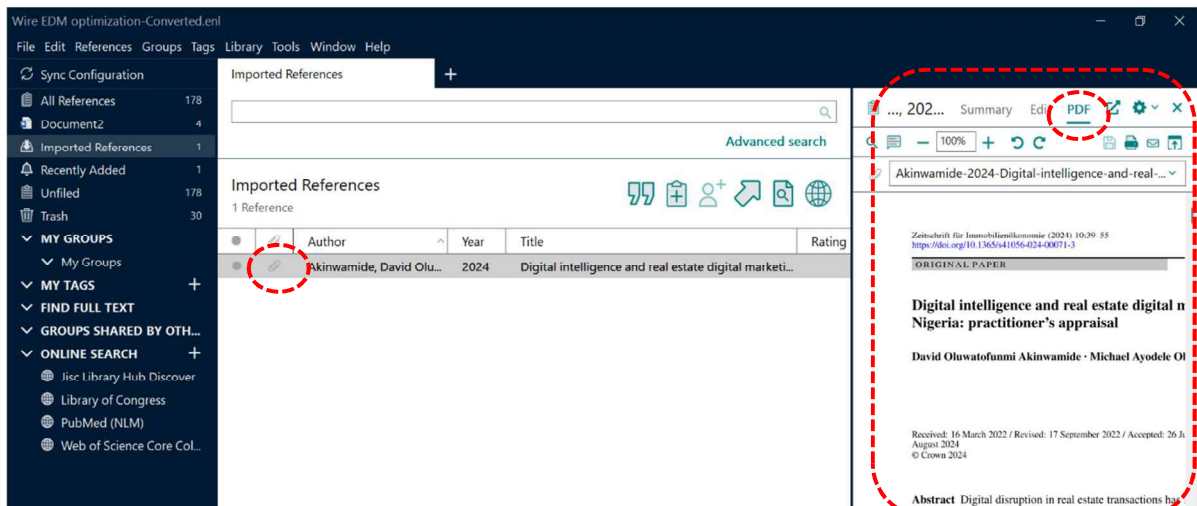 Wire EDM optimization-Converted.enl
File Edit References Groups Tags Library Tools Window Help
Sync Configuration
All References 178
Document2 4
Imported References 1
Recently Added 1
Unfiled 178
Trash 30
MY GROUPS
My Groups
MY TAGS +
FIND FULL TEXT
GROUPS SHARED BY OTH...
ONLINE SEARCH +
Jisc Library Hub Discover
Library of Congress
PubMed (NLM)
Web of Science Core Col...
Imported References +
Advanced search
Imported References
1 Reference
Author Year Title Rating
Akinwamide, David Olu... 2024 Digital intelligence and real estate digital marketi...
..., 202... Summary Edi PDF
100%
Akinwamide-2024-Digital-intelligence-and-real-...
Zeitschrift für Immobilienökonomie (2024) 10:39–55
https://doi.org/10.1365/s41056-024-00071-3
ORIGINAL PAPER
Digital intelligence and real estate digital
Nigeria: practitioner's appraisal
David Oluwatofunmi Akinwamide · Michael Ayodele
Received: 16 March 2022 / Revised: 17 September 2022 / Accepted: 26
August 2024
© Crown 2024
Abstract Digital disruption in real estate transactions has